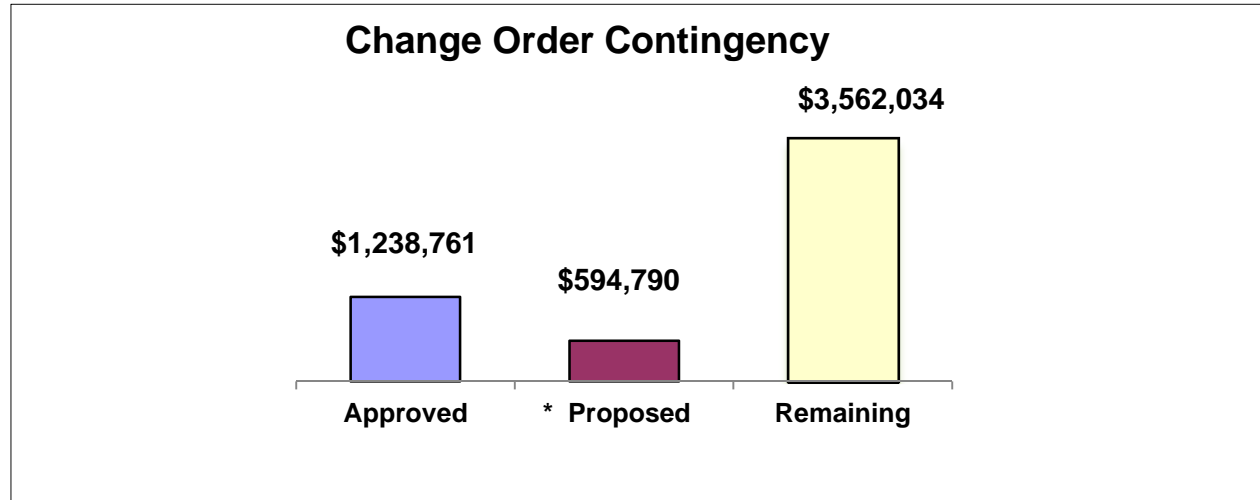 Change Order Contingency
$3,562,034
$1,238,761
$594,790
Approved
* Proposed
Remaining